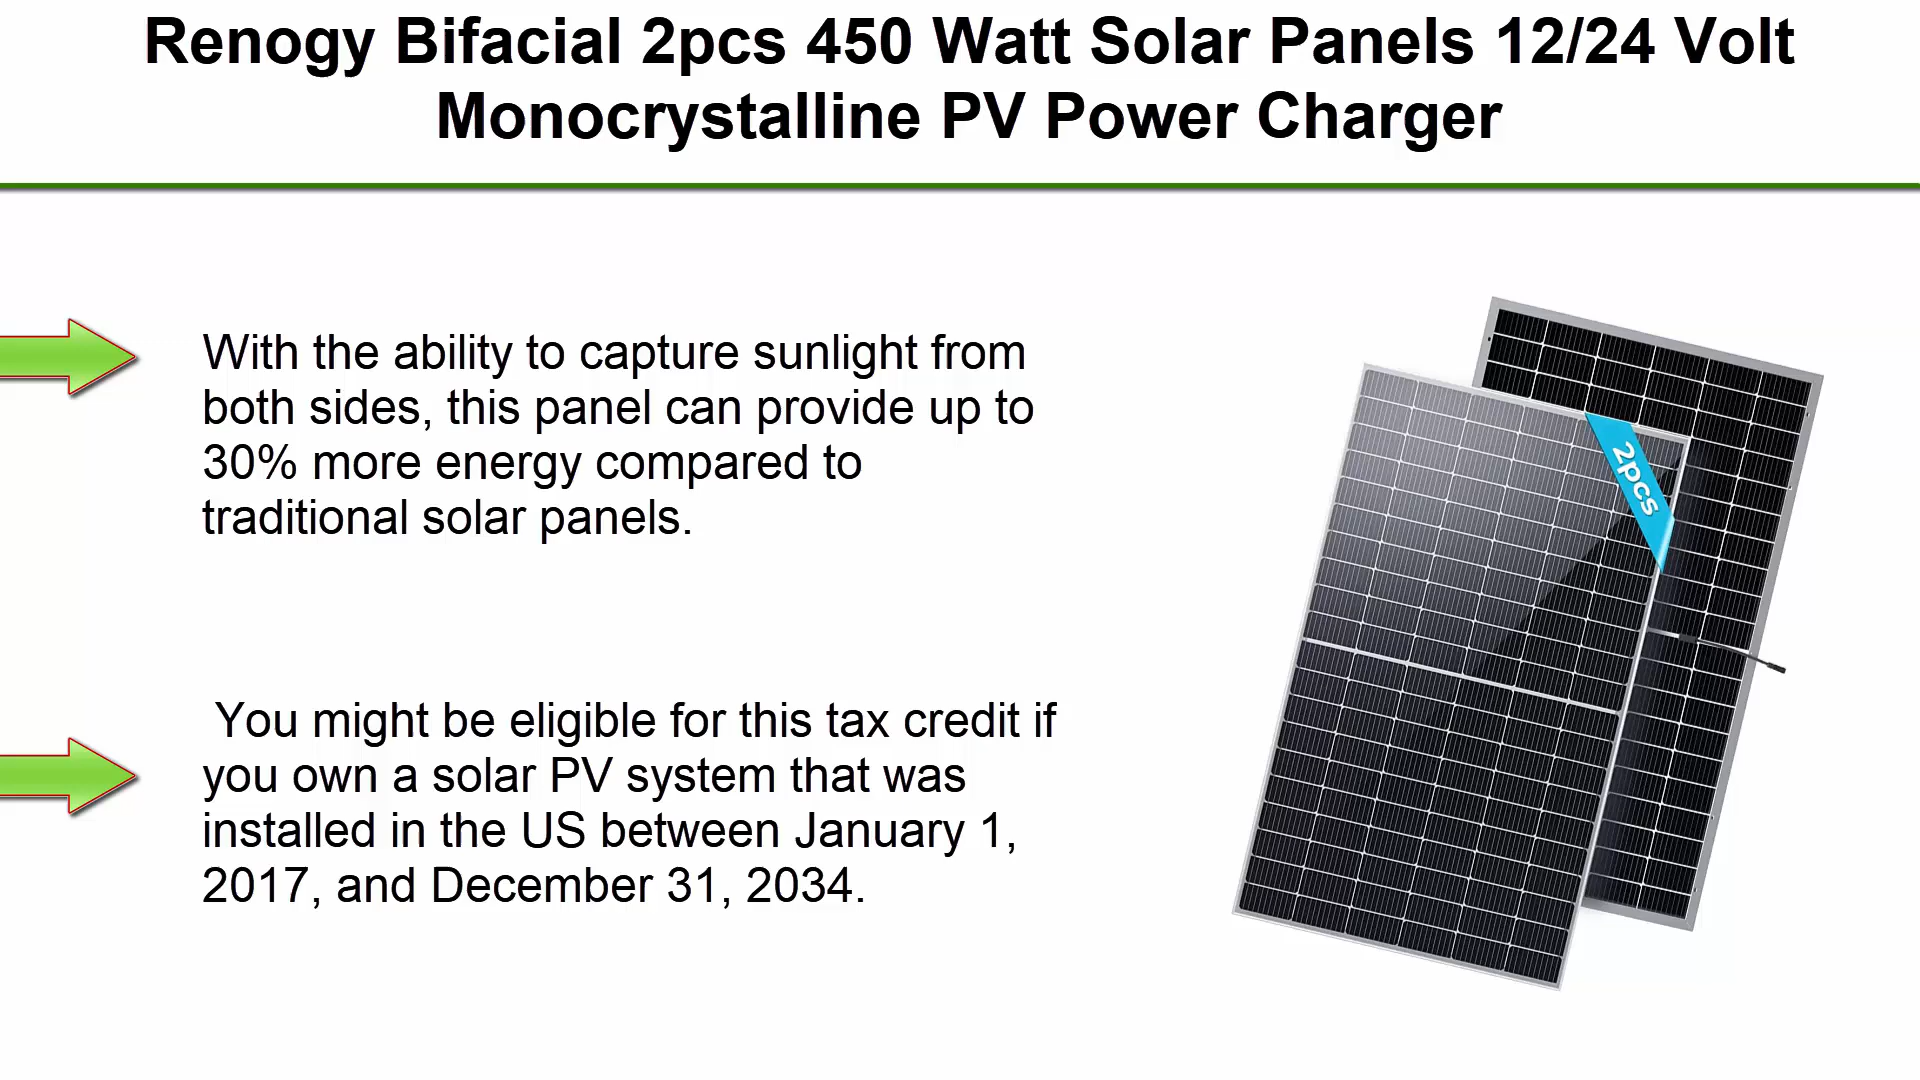 Renogy Bifacial 2pcs 450 Watt Solar Panels 12/24 Volt
Monocrystalline PV Power Charger
With the ability to capture sunlight from
both sides, this panel can provide up to
30% more energy compared to
traditional solar panels.
2pcs
You might be eligible for this tax credit if
you own a solar PV system that was
installed in the US between January 1,
2017, and December 31, 2034.